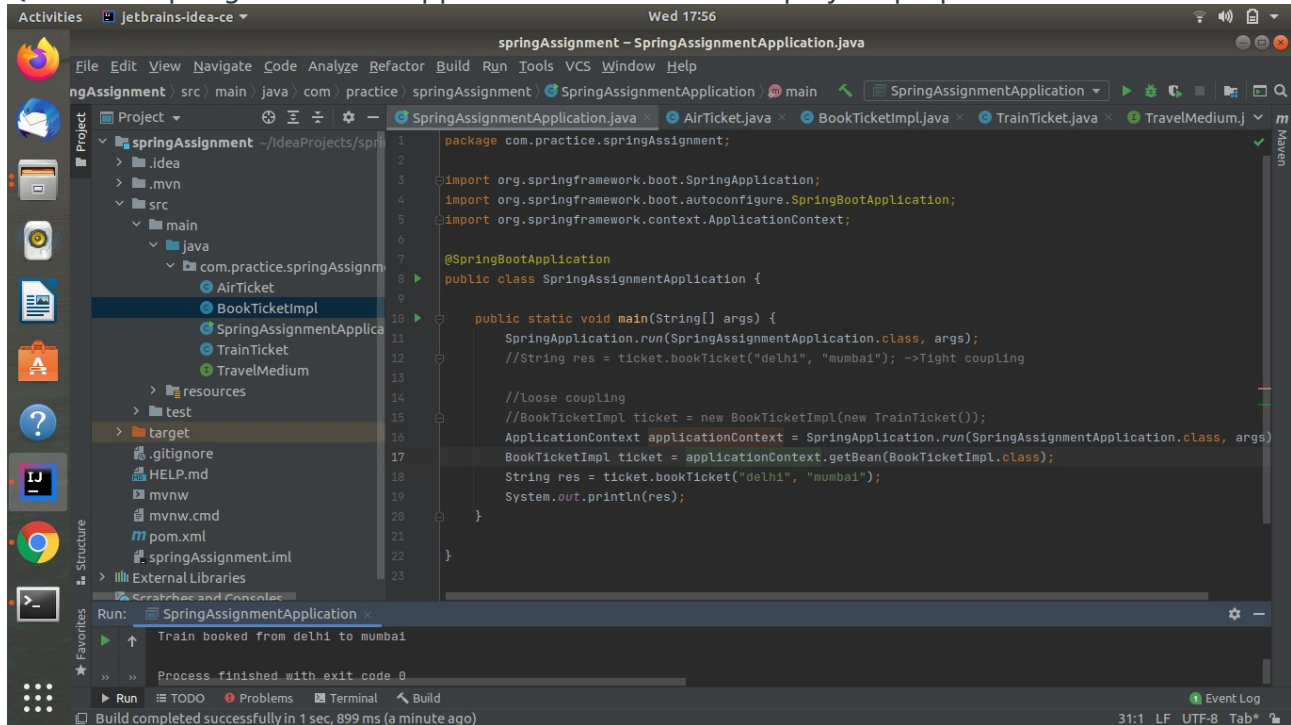 Activities jetbrains-idea-ce Wed 17:56
springAssignment – SpringAssignmentApplication.java
File Edit View Navigate Code Analyze Refactor Build Run Tools VCS Window Help
ngAssignment src main java com practice springAssignment SpringAssignmentApplication main SpringAssignmentApplication
Project SpringAssignmentApplication.java AirTicket.java BookTicketImpl.java TrainTicket.java TravelMedium.j
Project
Maven
springAssignment ~/IdeaProjects/spri
.idea
.mvn
src
main
java
com.practice.springAssignm
AirTicket
BookTicketImpl
SpringAssignmentApplica
TrainTicket
TravelMedium
resources
test
target
.gitignore
HELP.md
mvnw
mvnw.cmd
pom.xml
springAssignment.iml
External Libraries
Scratches and Consoles
1 package com.practice.springAssignment;
2
3 import org.springframework.boot.SpringApplication;
4 import org.springframework.boot.autoconfigure.SpringBootApplication;
5 import org.springframework.context.ApplicationContext;
6
7 @SpringBootApplication
8 public class SpringAssignmentApplication {
9
10 public static void main(String[] args) {
11 SpringApplication.run(SpringAssignmentApplication.class, args);
12 //String res = ticket.bookTicket("delhi", "mumbai"); ->Tight coupling
13
14 //loose coupling
15 //BookTicketImpl ticket = new BookTicketImpl(new TrainTicket());
16 ApplicationContext applicationContext = SpringApplication.run(SpringAssignmentApplication.class, args)
17 BookTicketImpl ticket = applicationContext.getBean(BookTicketImpl.class);
18 String res = ticket.bookTicket("delhi", "mumbai");
19 System.out.println(res);
20 }
21
22 }
23
Structure
Favorites
Run: SpringAssignmentApplication
Train booked from delhi to mumbai
Process finished with exit code 0
Run TODO Problems Terminal Build 1 Event Log
Build completed successfully in 1 sec, 899 ms (a minute ago) 31:1 LF UTF-8 Tab*